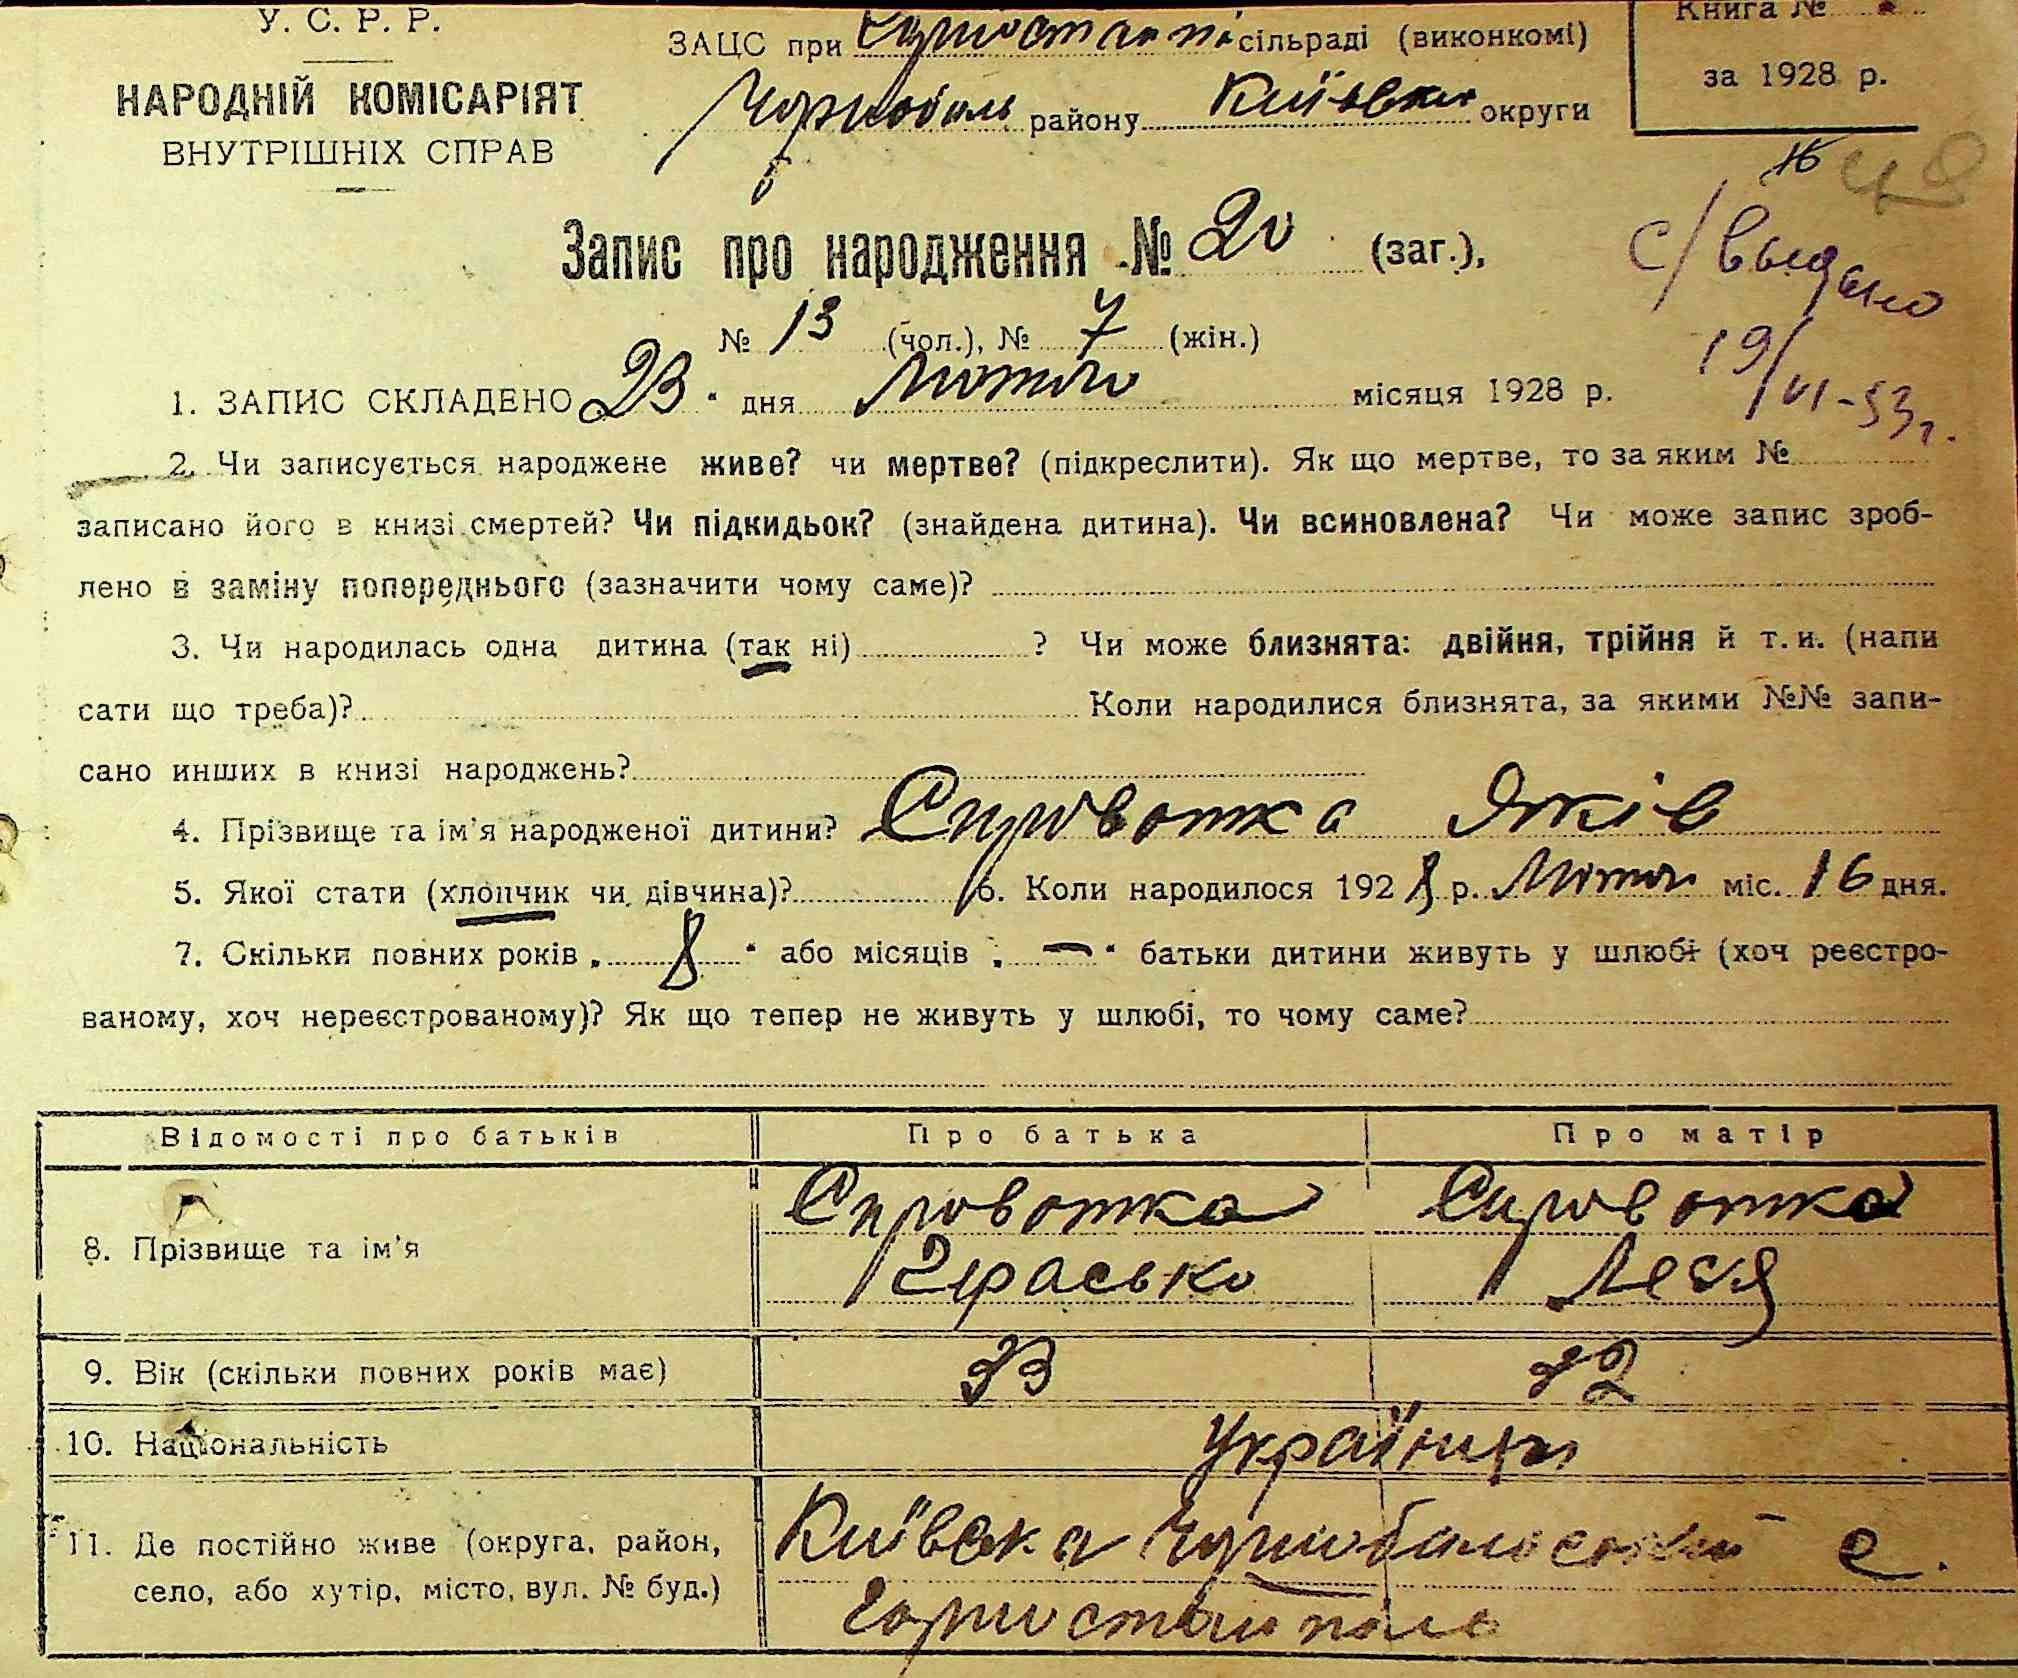 У. С. Р. Р.
НАРОДНІЙ КОМІСАРІЯТ
ВНУТРІШНІХ СПРАВ
ЗАЦС при сільраді (виконкомі)
району Київськ округи
Книга №
за 1928 р.
48
с/ выдано
19/VI-53г.
Запис про народження № 20 (заг.),
№ 13 (чол.), № 7 (жін.)
1. ЗАПИС СКЛАДЕНО 23 " дня Лютого місяця 1928 р.
2. Чи записується народжене живе? чи мертве? (підкреслити). Як що мертве, то за яким №
записано його в книзі смертей? Чи підкидьок? (знайдена дитина). Чи всиновлена? Чи може запис зроб-
лено в заміну попереднього (зазначити чому саме)?
3. Чи народилась одна дитина (так ні) ? Чи може близнята: двійня, трійня й т. и. (напи
сати що треба)? Коли народилися близнята, за якими №№ запи-
сано инших в книзі народжень?
4. Прізвище та ім'я народженої дитини? Сировотка Яків
5. Якої стати (хлопчик чи дівчина)? 6. Коли народилося 1928 р. Лютого міс. 16 дня.
7. Скільки повних років „ 8 " або місяців „ — " батьки дитини живуть у шлюбі (хоч реєстро-
ваному, хоч нереєстрованому)? Як що тепер не живуть у шлюбі, то чому саме?
Відомості про батьків Про батька Про матір
8. Прізвище та ім'я Сировотка Сировотка
Герасько Леся
9. Вік (скільки повних років має) 33 32
10. Національність Українци
11. Де постійно живе (округа, район, Київська Чорнобильський с.
село, або хутір, місто, вул. № буд.) Горностайполь